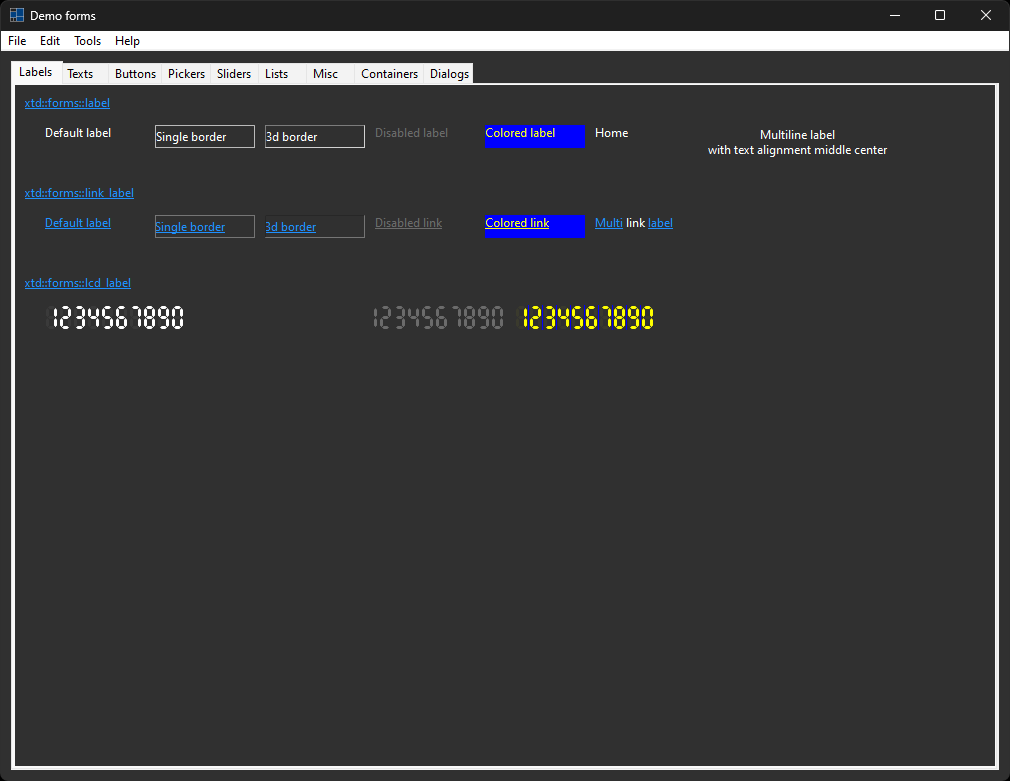 Demo forms
File Edit Tools Help
Labels Texts Buttons Pickers Sliders Lists Misc Containers Dialogs
xtd::forms::label
Default label Single border 3d border Disabled label Colored label Home Multiline label
with text alignment middle center
xtd::forms::link_label
Default label Single border 3d border Disabled link Colored link Multi link label
xtd::forms::lcd_label
1234567890 1234567890 1234567890